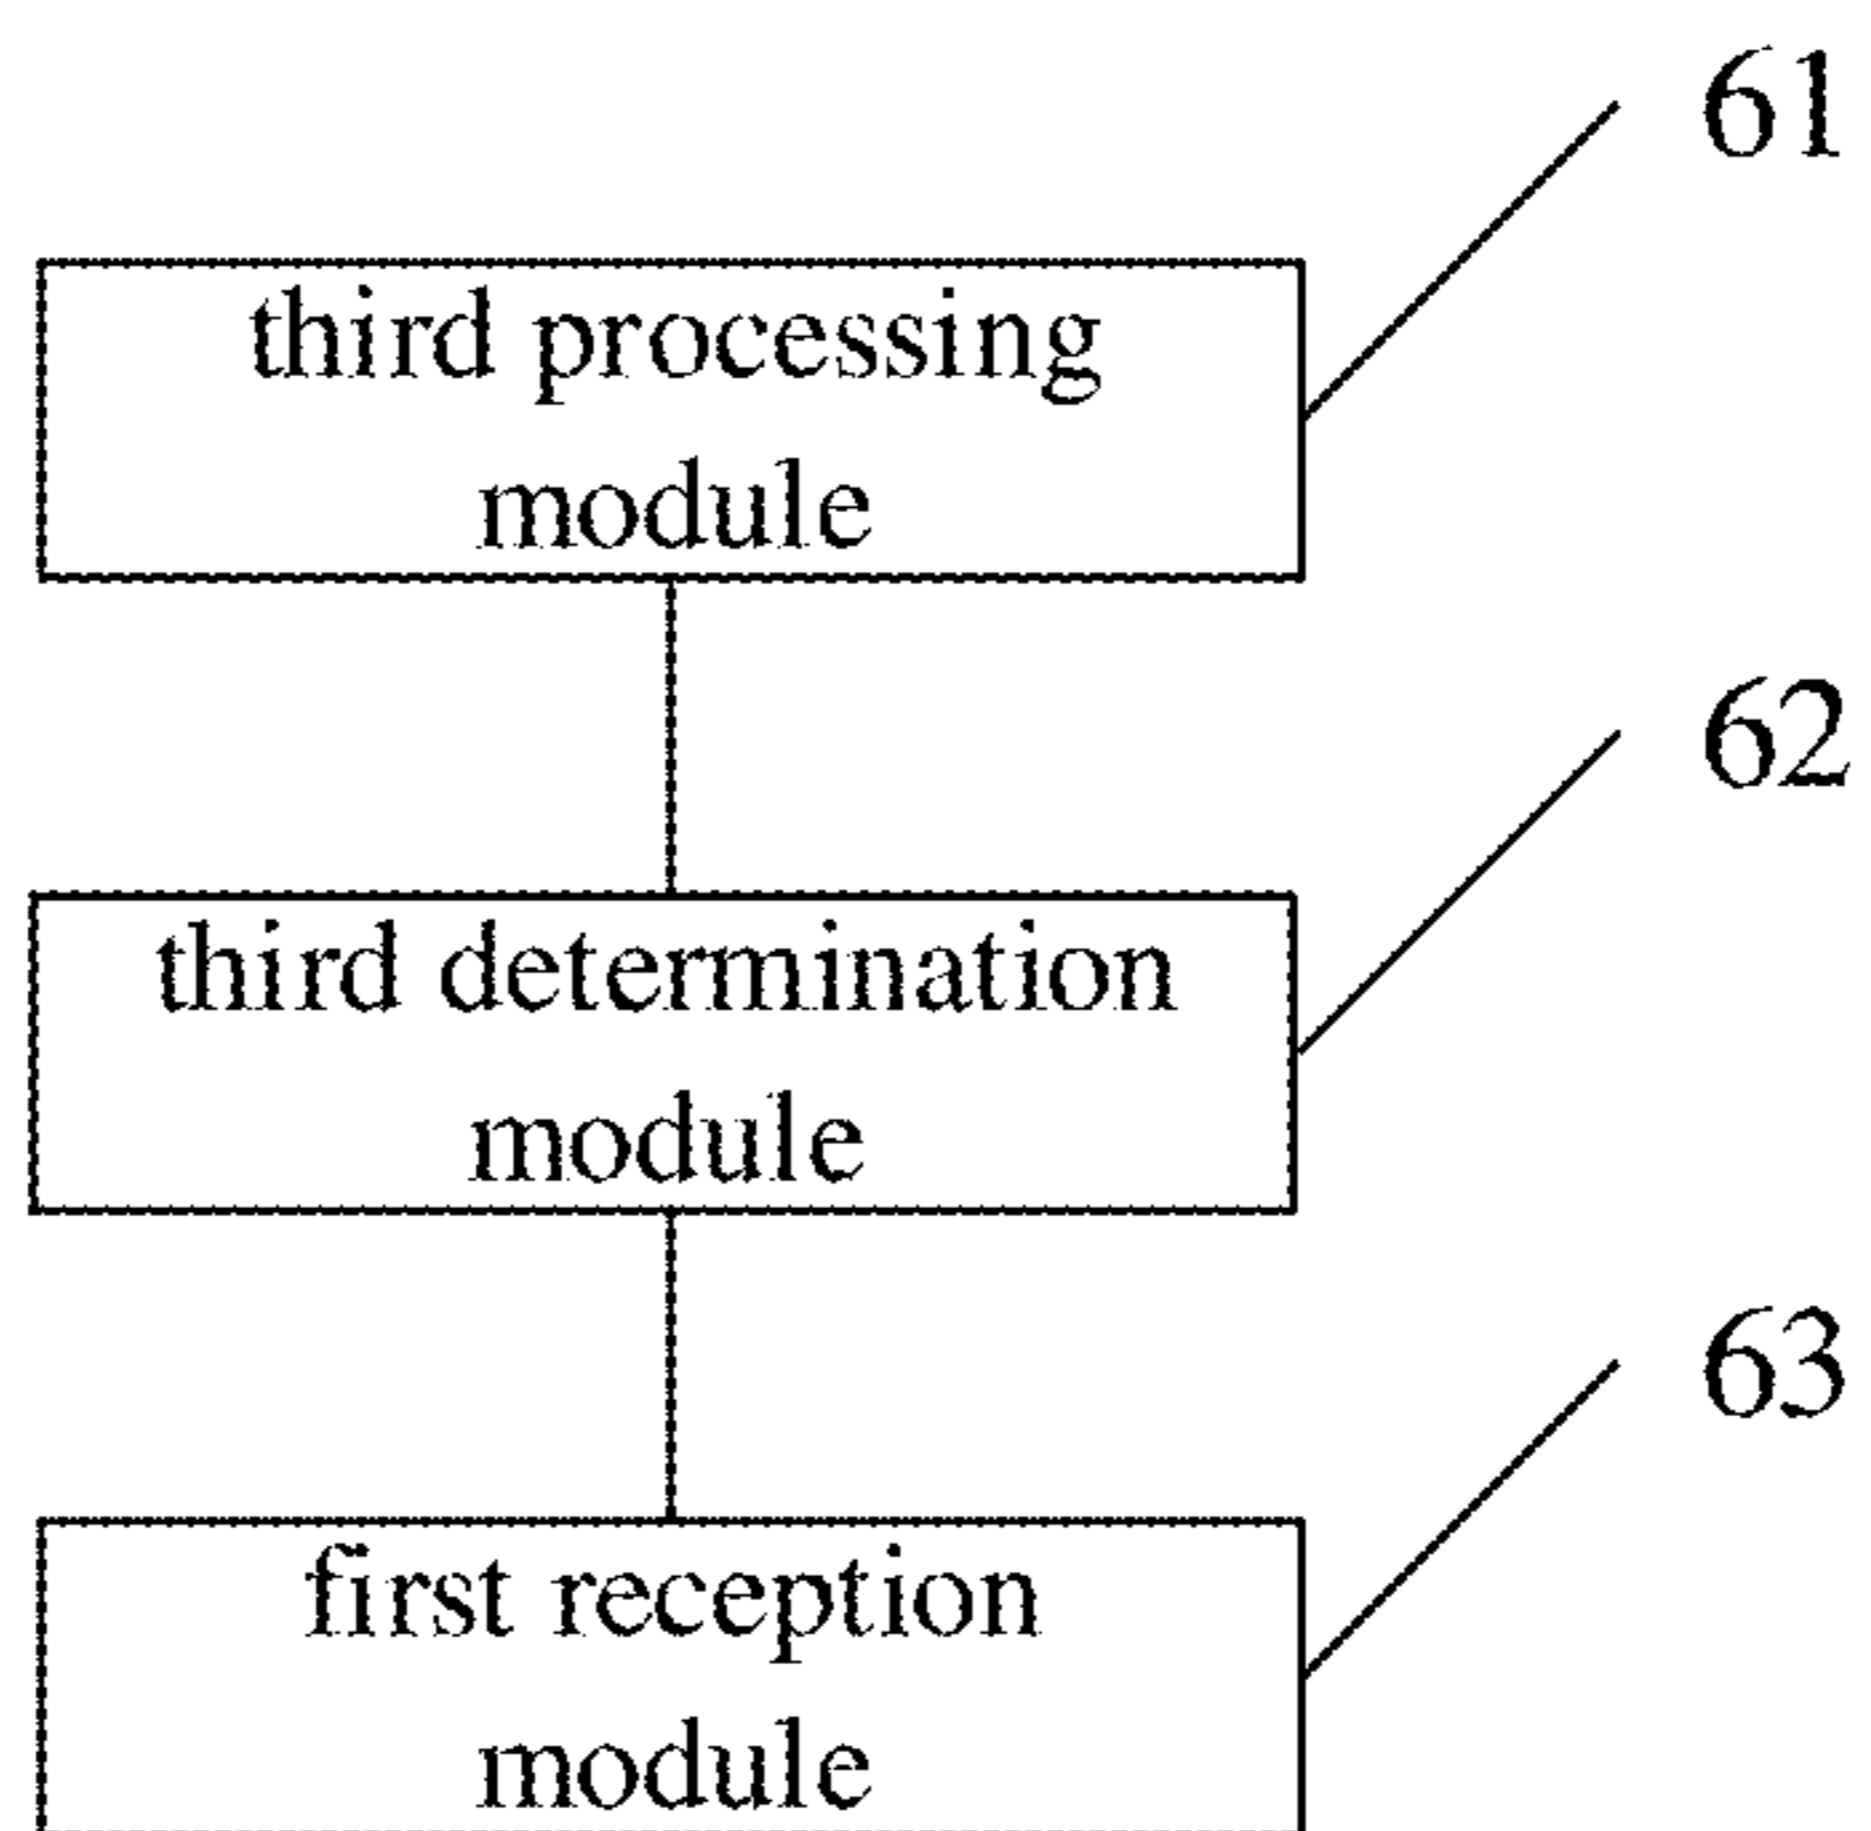 61
third processing
module
62
third determination
module
63
first reception
module